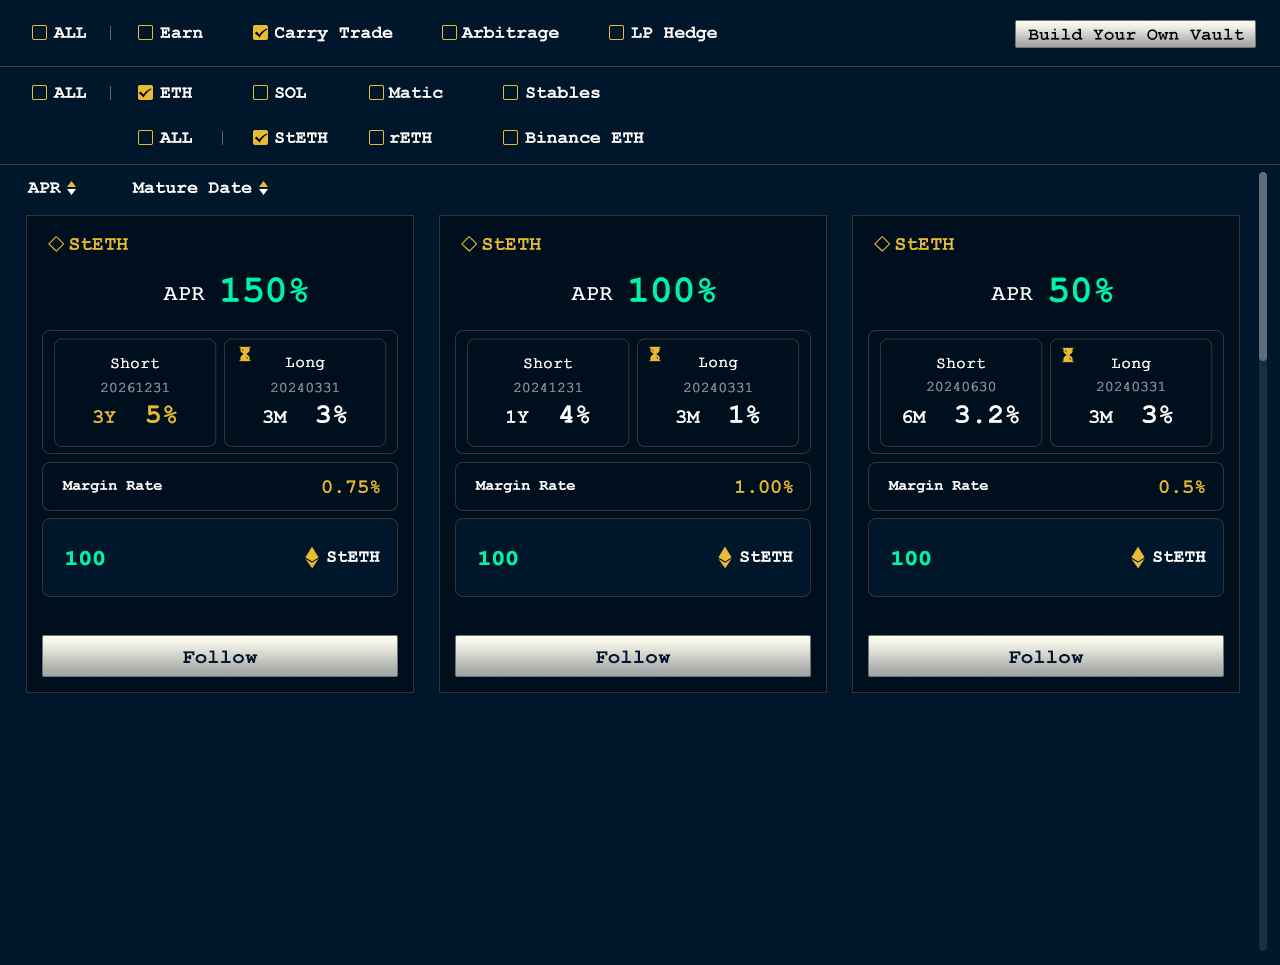 ALL | Earn Carry Trade Arbitrage LP Hedge Build Your Own Vault
ALL | ETH SOL Matic Stables
ALL | StETH rETH Binance ETH
APR Mature Date
StETH
APR 150%
Short
20261231
3Y 5%
Long
20240331
3M 3%
Margin Rate 0.75%
100 StETH
Follow
StETH
APR 100%
Short
20241231
1Y 4%
Long
20240331
3M 1%
Margin Rate 1.00%
100 StETH
Follow
StETH
APR 50%
Short
20240630
6M 3.2%
Long
20240331
3M 3%
Margin Rate 0.5%
100 StETH
Follow